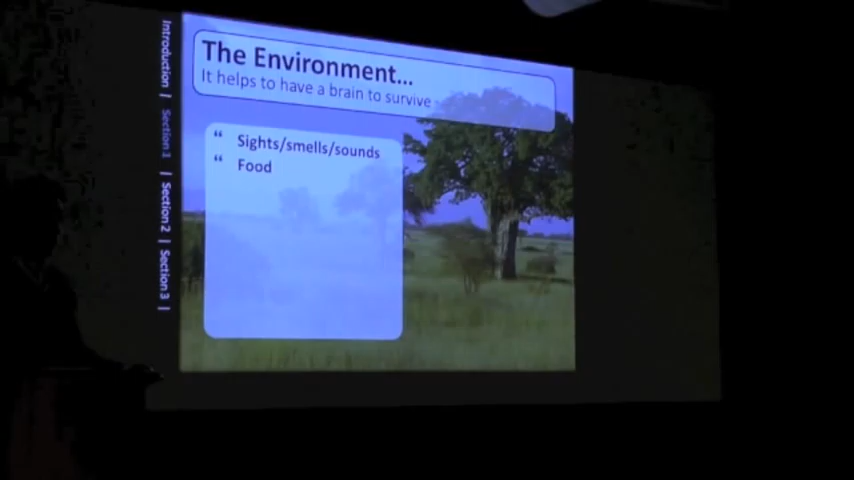 The Environment...
It helps to have a brain to survive
“ Sights/smells/sounds
“ Food
Introduction | Section 1 | Section 2 | Section 3 |